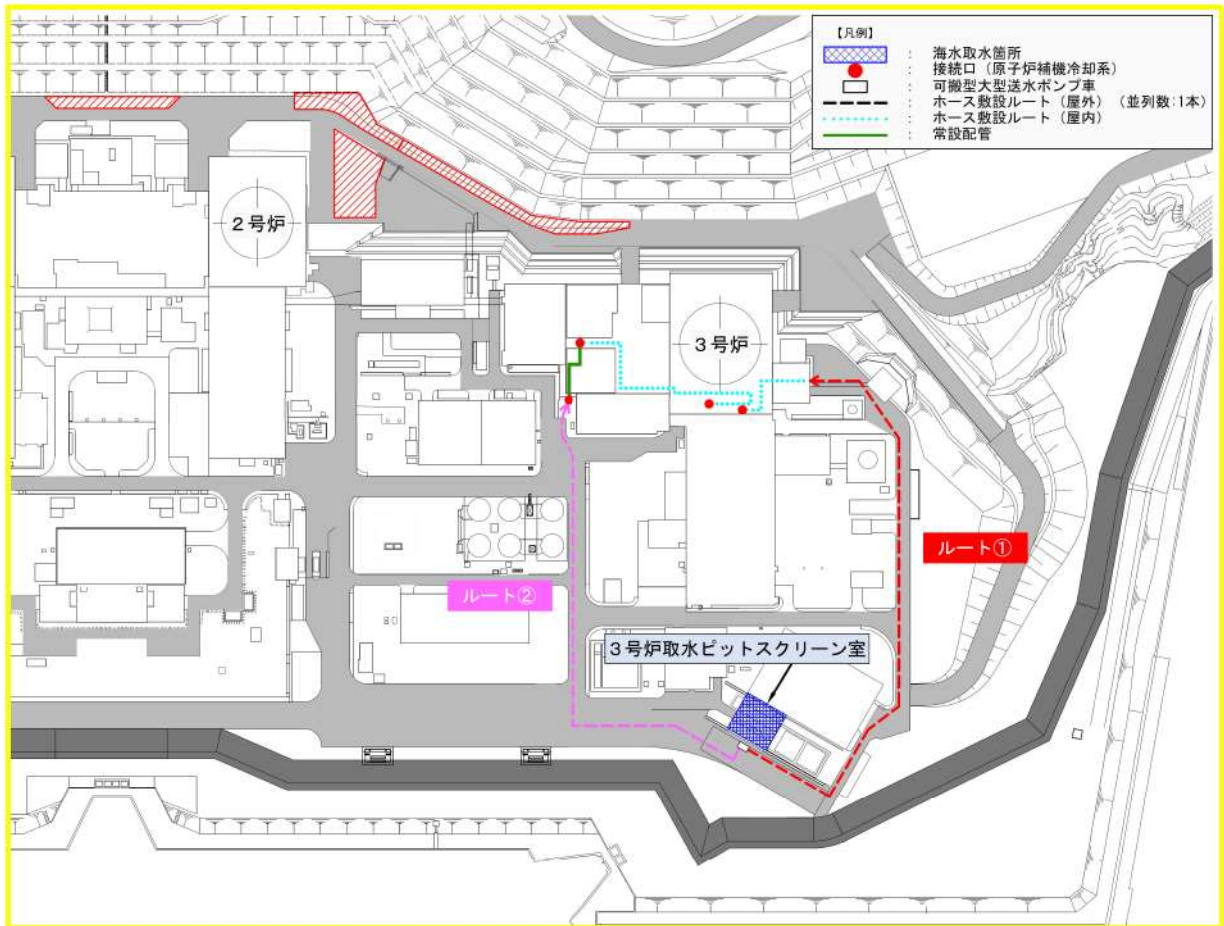 【凡例】
： 海水取水箇所
： 接続口（原子炉補機冷却系）
： 可搬型大型送水ポンプ車
： ホース敷設ルート（屋外）（並列数：1本）
： ホース敷設ルート（屋内）
： 常設配管
2号炉
3号炉
ルート①
ルート②
3号炉取水ピットスクリーン室